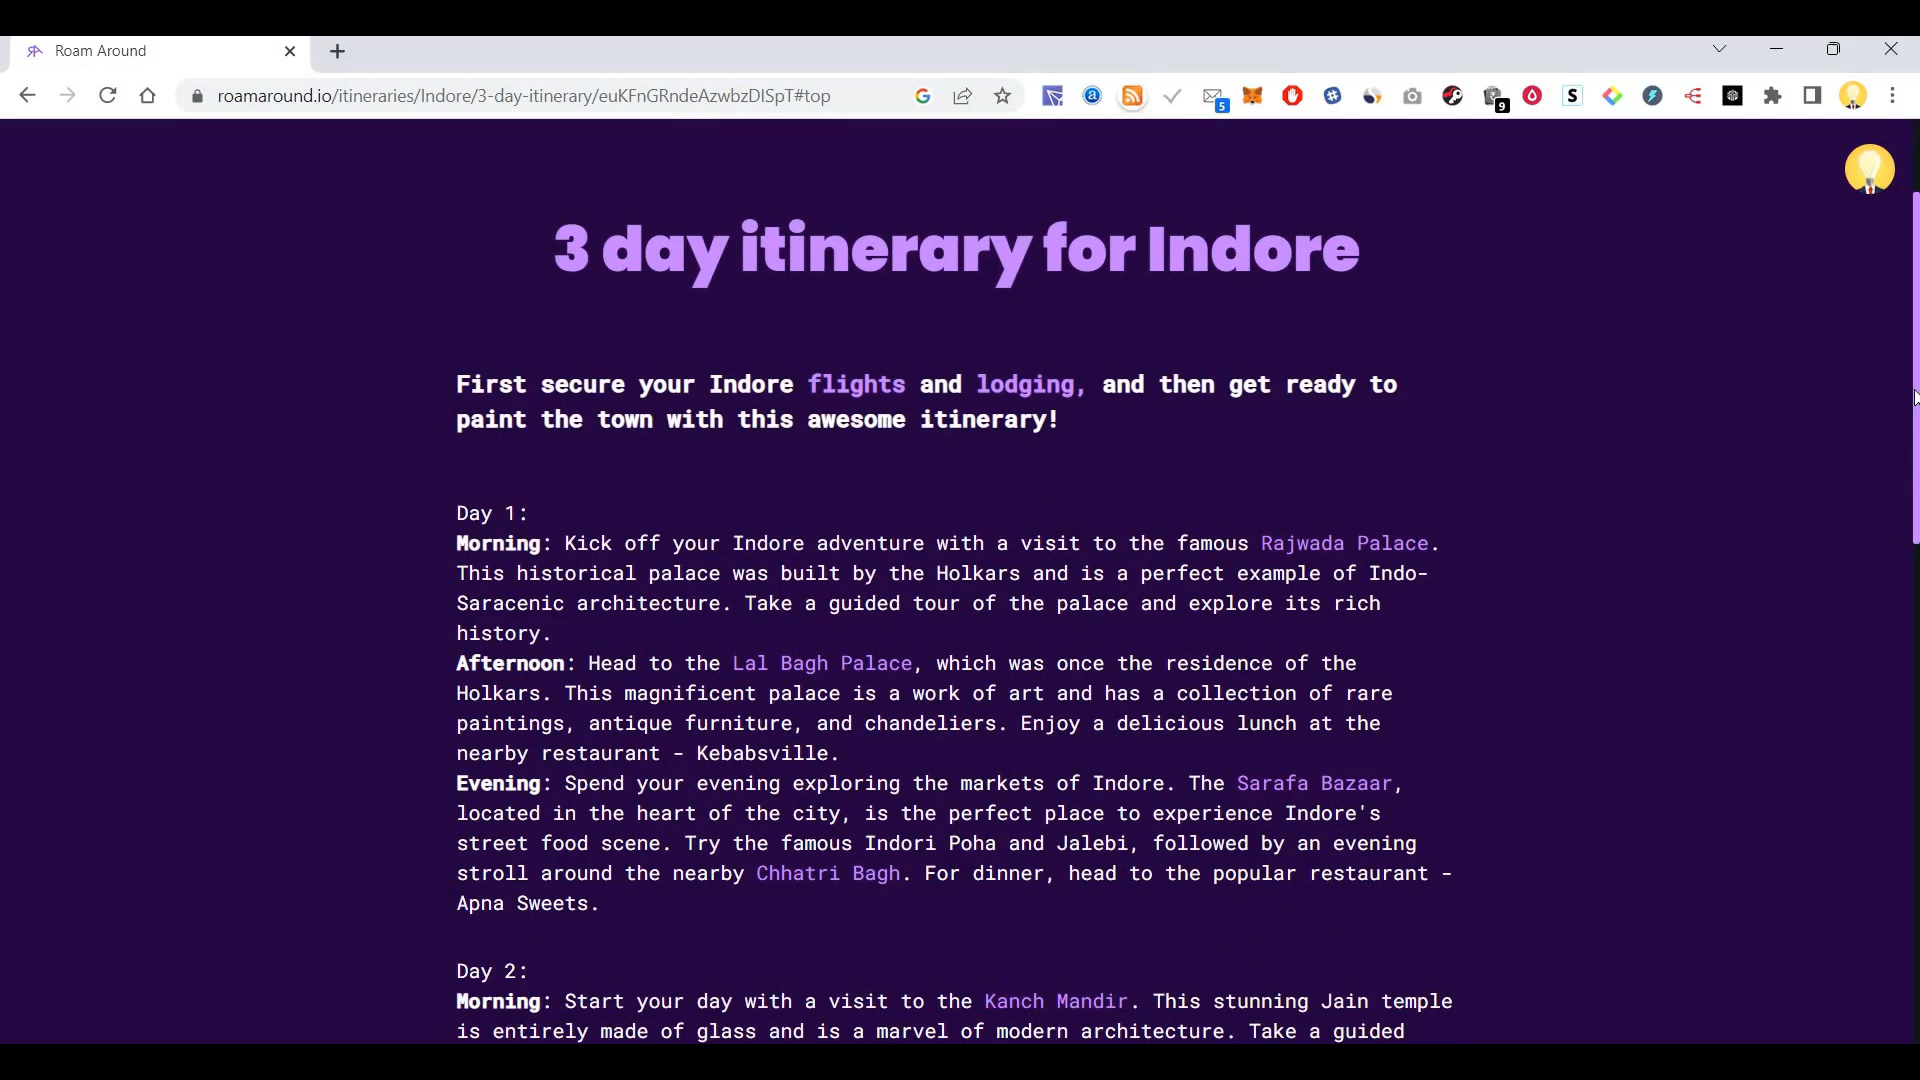 Roam Around
roamaround.io/itineraries/Indore/3-day-itinerary/euKFnGRndeAzwbzDISpT#top
5
9
S
3 day itinerary for Indore
First secure your Indore flights and lodging, and then get ready to
paint the town with this awesome itinerary!
Day 1:
Morning: Kick off your Indore adventure with a visit to the famous Rajwada Palace.
This historical palace was built by the Holkars and is a perfect example of Indo-
Saracenic architecture. Take a guided tour of the palace and explore its rich
history.
Afternoon: Head to the Lal Bagh Palace, which was once the residence of the
Holkars. This magnificent palace is a work of art and has a collection of rare
paintings, antique furniture, and chandeliers. Enjoy a delicious lunch at the
nearby restaurant - Kebabsville.
Evening: Spend your evening exploring the markets of Indore. The Sarafa Bazaar,
located in the heart of the city, is the perfect place to experience Indore's
street food scene. Try the famous Indori Poha and Jalebi, followed by an evening
stroll around the nearby Chhatri Bagh. For dinner, head to the popular restaurant -
Apna Sweets.
Day 2:
Morning: Start your day with a visit to the Kanch Mandir. This stunning Jain temple
is entirely made of glass and is a marvel of modern architecture. Take a guided